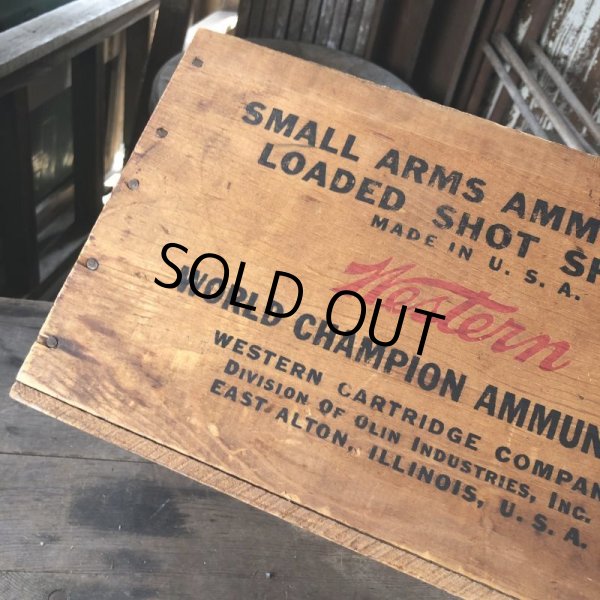 SMALL ARMS AMM
LOADED SHOT SH
MADE IN U. S. A.
Western
WORLD CHAMPION AMMUN
WESTERN CARTRIDGE COMPAN
DIVISION OF OLIN INDUSTRIES, INC.
EAST ALTON, ILLINOIS, U. S. A.
SOLD OUT